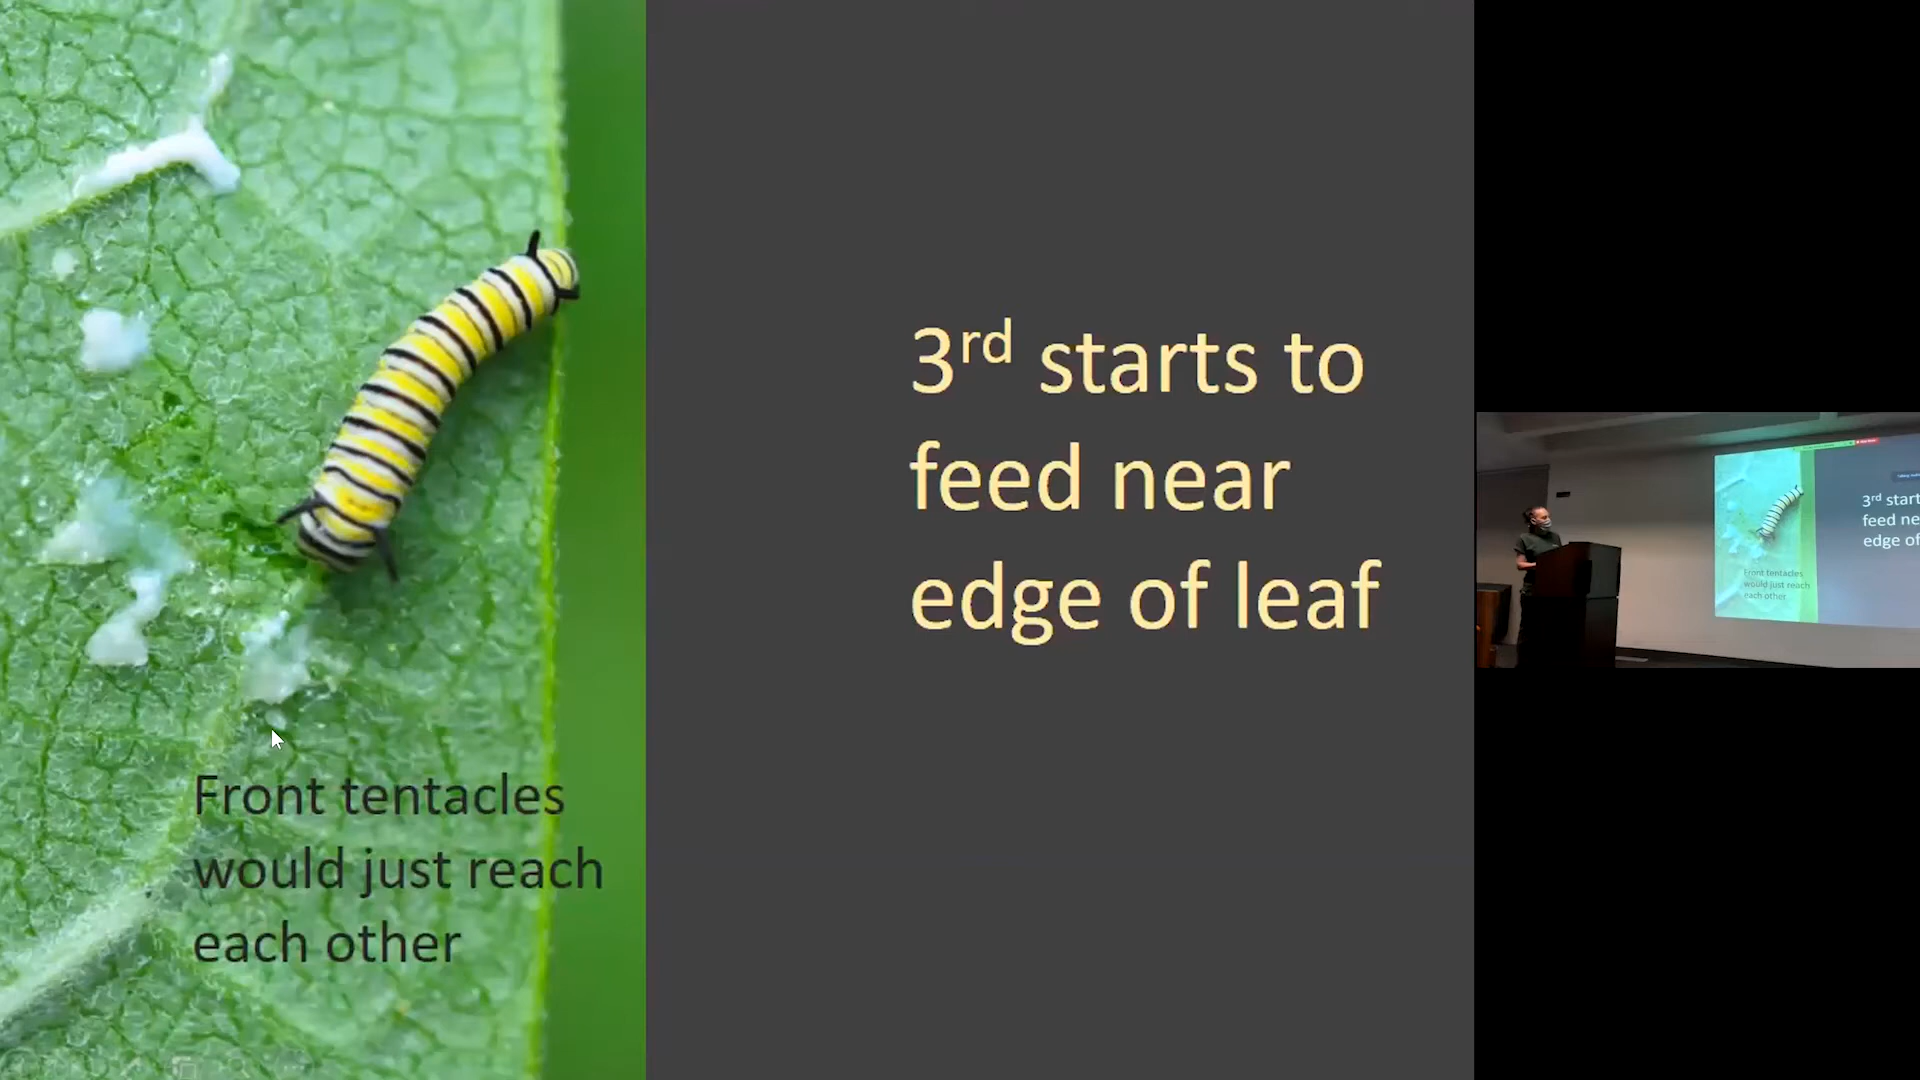 3rd starts to
feed near
edge of leaf
Front tentacles
would just reach
each other
3rd start
feed ne
edge of
Front tentacles
would just reach
each other